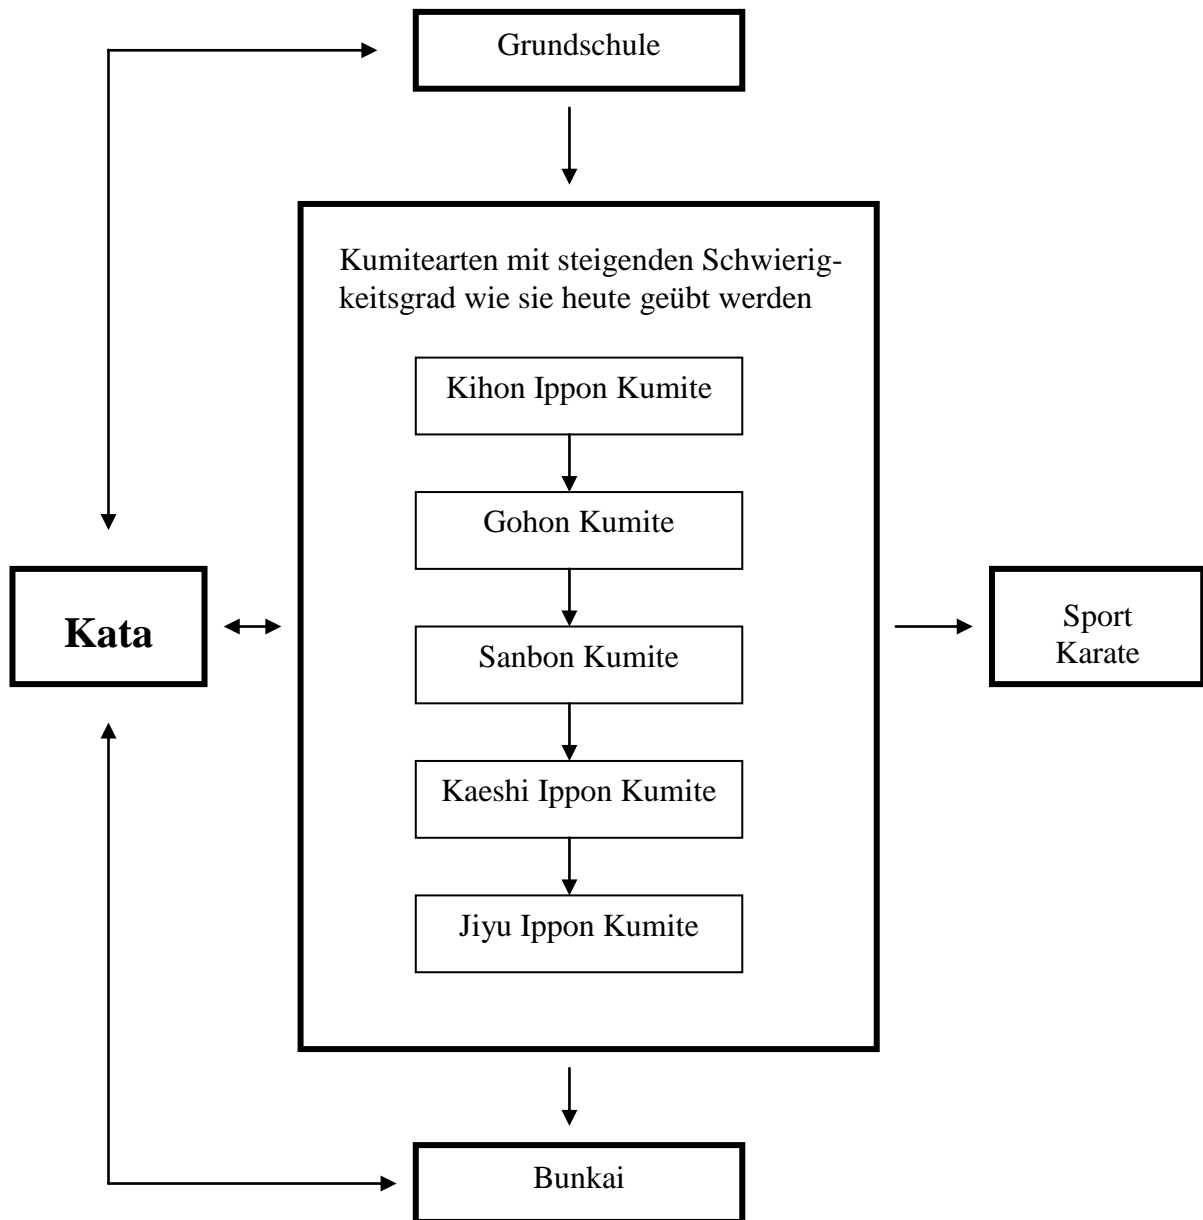 Grundschule
Kumitearten mit steigenden Schwierig-
keitsgrad wie sie heute geübt werden
Kihon Ippon Kumite
Gohon Kumite
Kata
Sanbon Kumite
Sport
Karate
Kaeshi Ippon Kumite
Jiyu Ippon Kumite
Bunkai